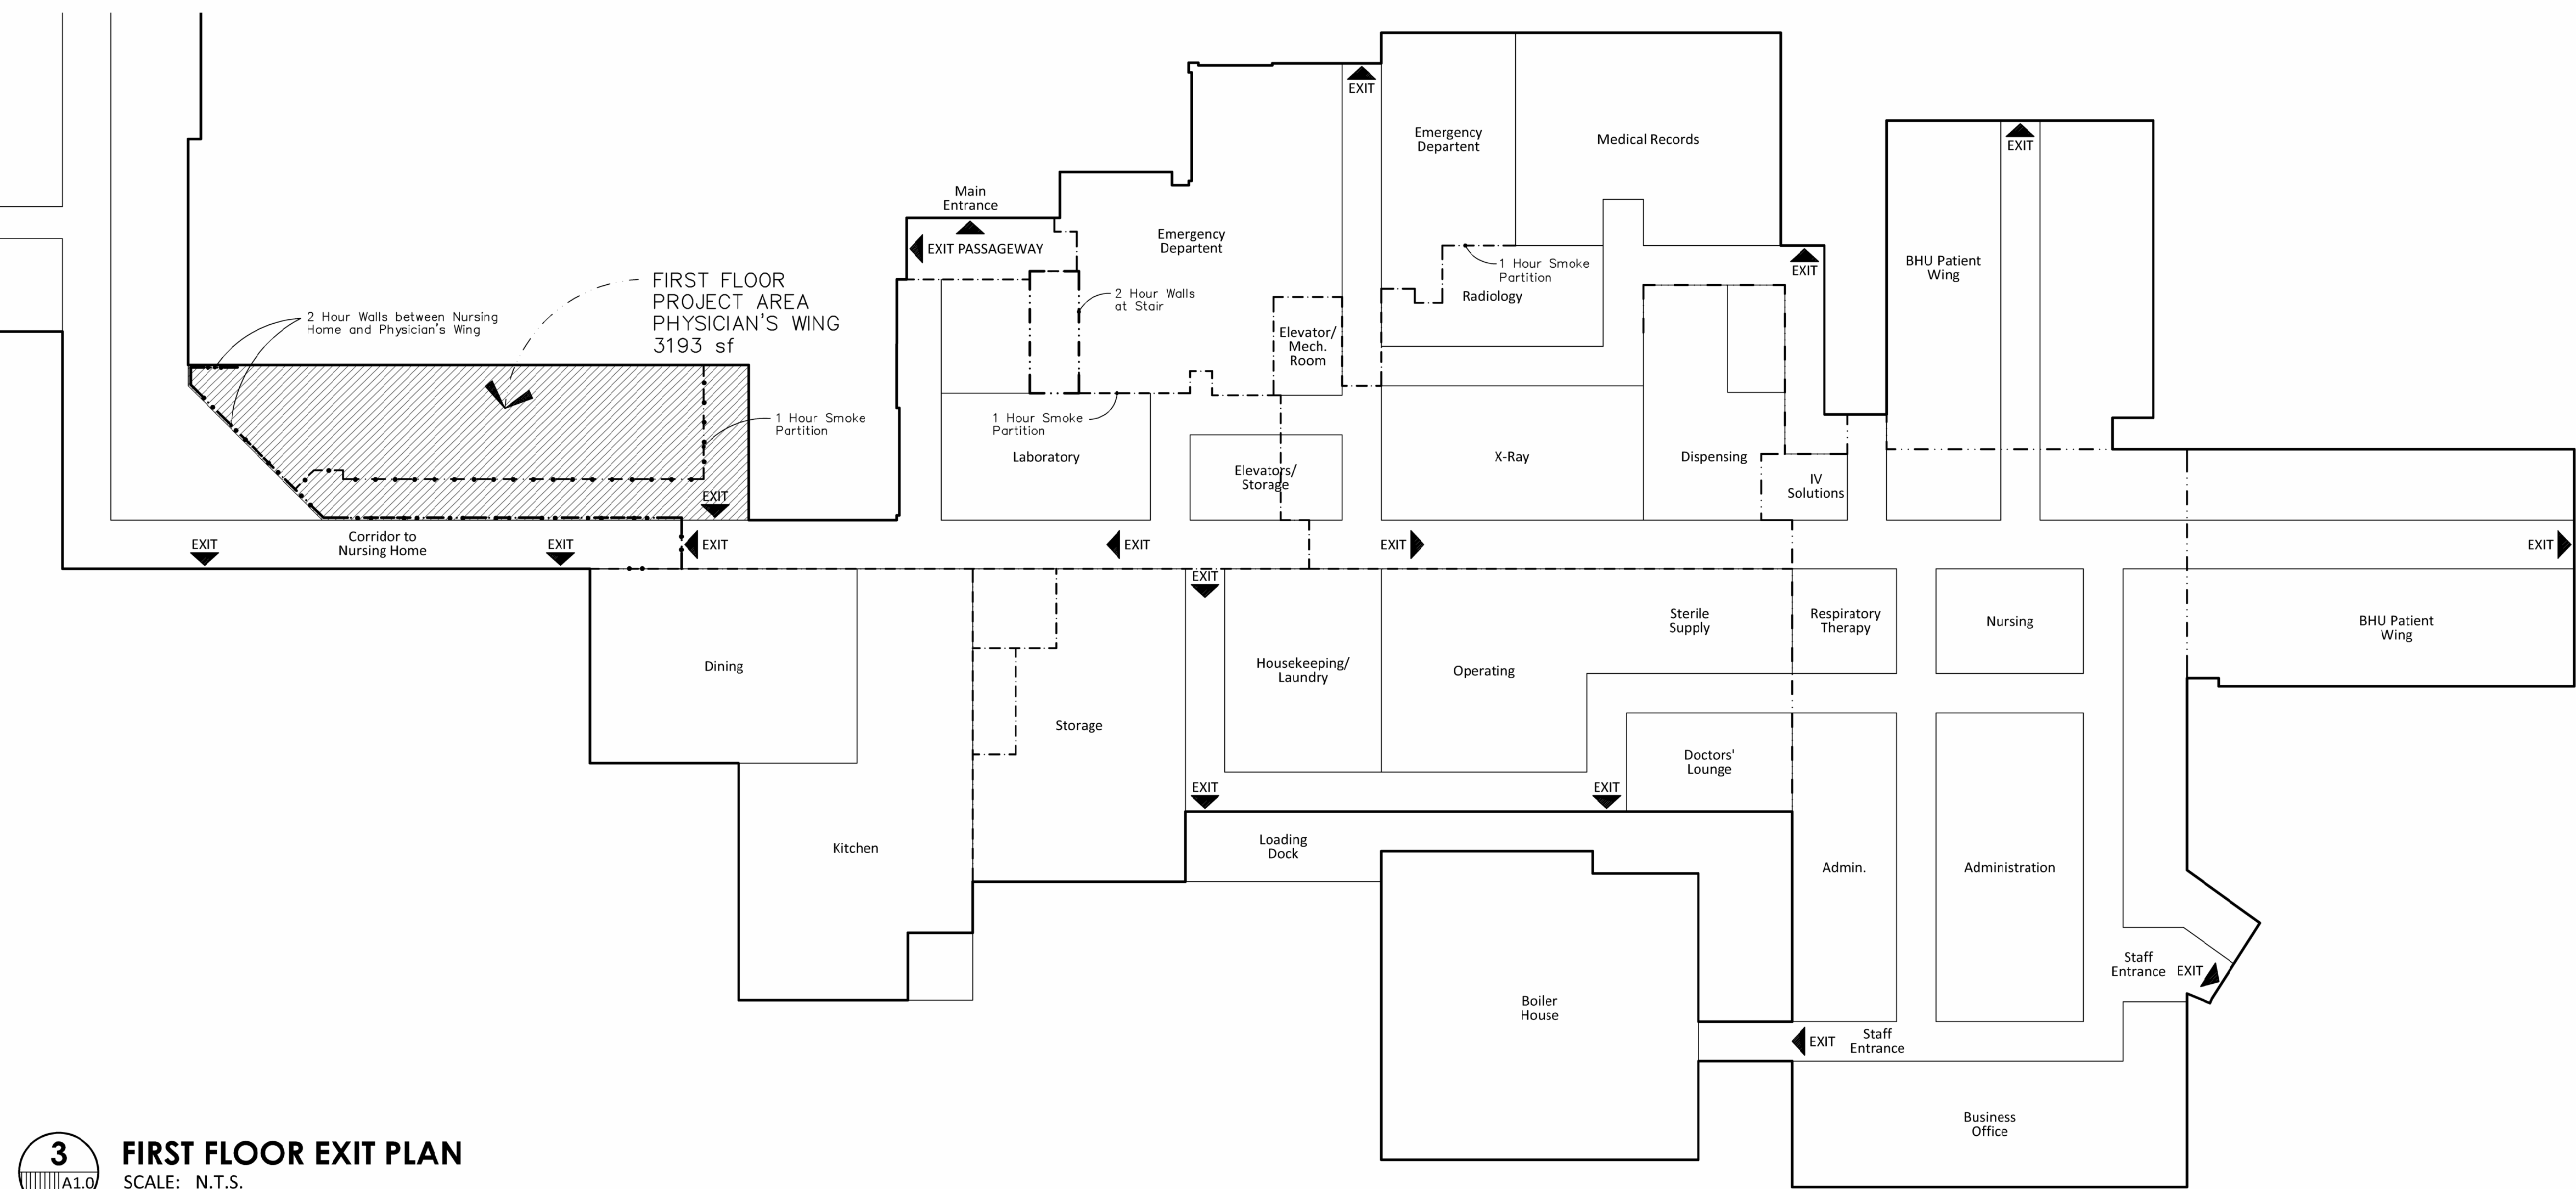 EXIT
Emergency
Departent
Medical Records
EXIT
Main
Entrance
EXIT PASSAGEWAY
Emergency
Departent
1 Hour Smoke
Partition
Radiology
EXIT
BHU Patient
Wing
FIRST FLOOR
PROJECT AREA
PHYSICIAN'S WING
3193 sf
2 Hour Walls between Nursing
Home and Physician's Wing
2 Hour Walls
at Stair
Elevator/
Mech.
Room
1 Hour Smoke
Partition
1 Hour Smoke
Partition
Laboratory
Elevators/
Storage
X-Ray
Dispensing
IV
Solutions
EXIT
EXIT
Corridor to
Nursing Home
EXIT
EXIT
EXIT
EXIT
EXIT
EXIT
Dining
Storage
Housekeeping/
Laundry
Operating
Sterile
Supply
Respiratory
Therapy
Nursing
BHU Patient
Wing
Doctors'
Lounge
EXIT
EXIT
Kitchen
Loading
Dock
Admin.
Administration
Staff
Entrance
EXIT
Boiler
House
EXIT
Staff
Entrance
Business
Office
3
A1.0
FIRST FLOOR EXIT PLAN
SCALE: N.T.S.